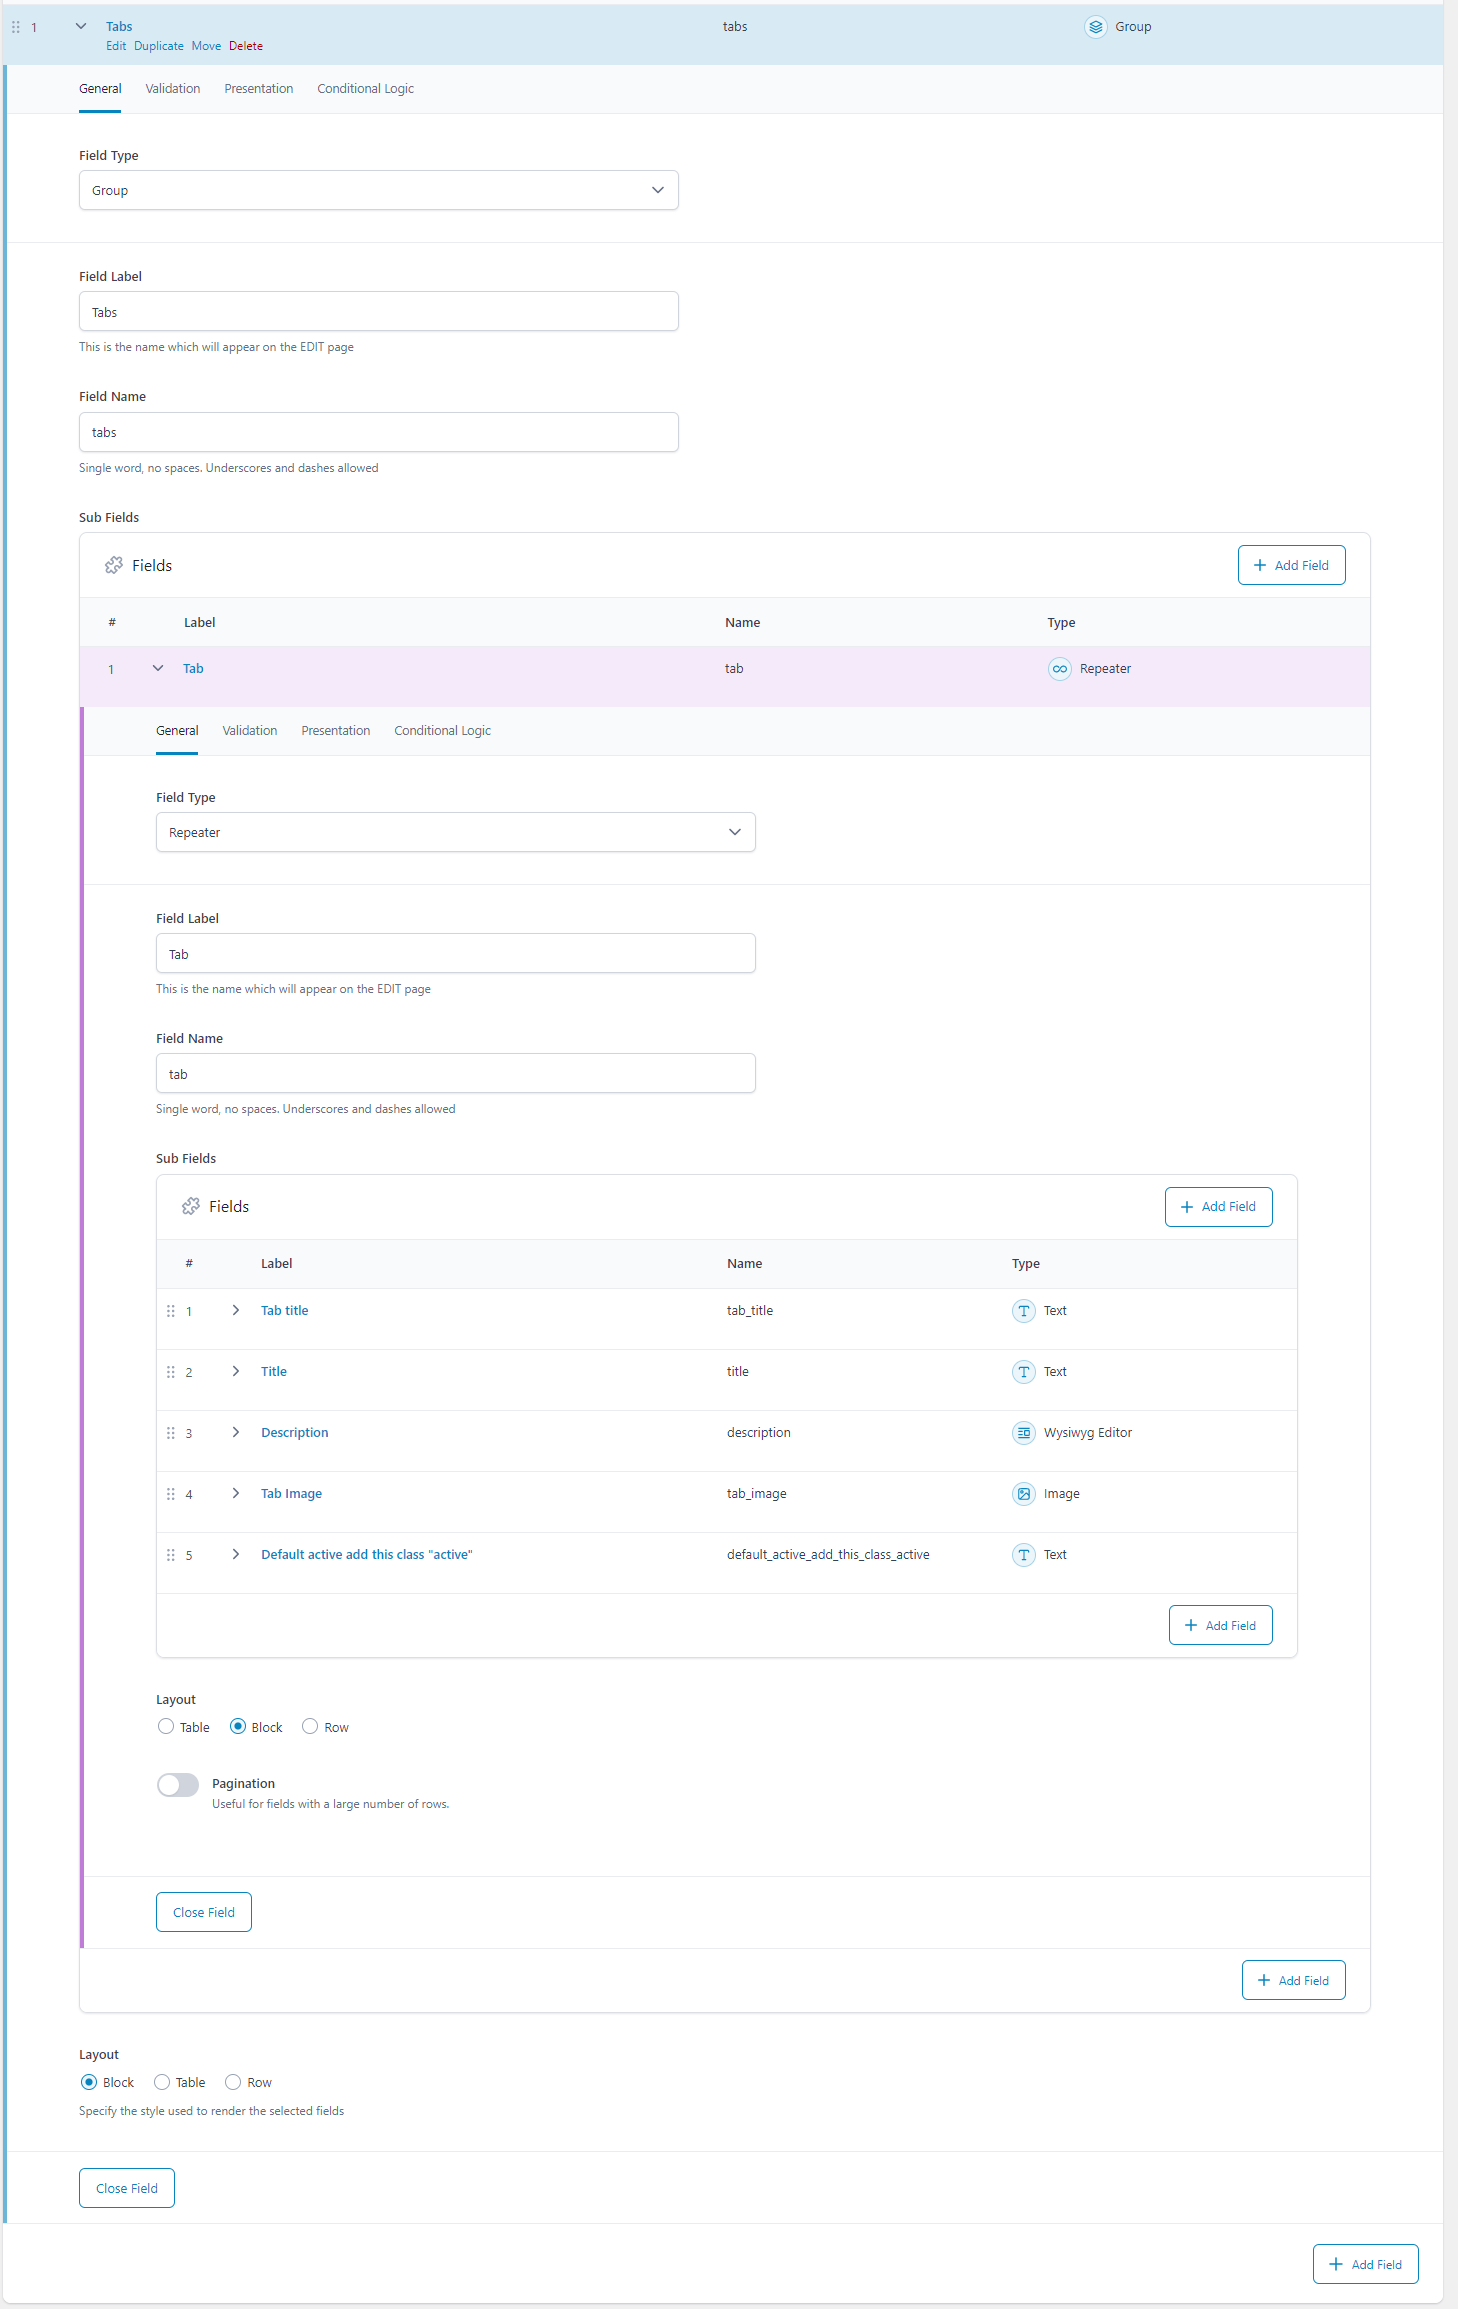 1 Tabs tabs Group
Edit Duplicate Move Delete
General Validation Presentation Conditional Logic
Field Type
Group
Field Label
Tabs
This is the name which will appear on the EDIT page
Field Name
tabs
Single word, no spaces. Underscores and dashes allowed
Sub Fields
Fields + Add Field
# Label Name Type
1 Tab tab Repeater
General Validation Presentation Conditional Logic
Field Type
Repeater
Field Label
Tab
This is the name which will appear on the EDIT page
Field Name
tab
Single word, no spaces. Underscores and dashes allowed
Sub Fields
Fields + Add Field
# Label Name Type
1 Tab title tab_title T Text
2 Title title T Text
3 Description description Wysiwyg Editor
4 Tab Image tab_image Image
5 Default active add this class "active" default_active_add_this_class_active T Text
+ Add Field
Layout
Table Block Row
Pagination
Useful for fields with a large number of rows.
Close Field
+ Add Field
Layout
Block Table Row
Specify the style used to render the selected fields
Close Field
+ Add Field